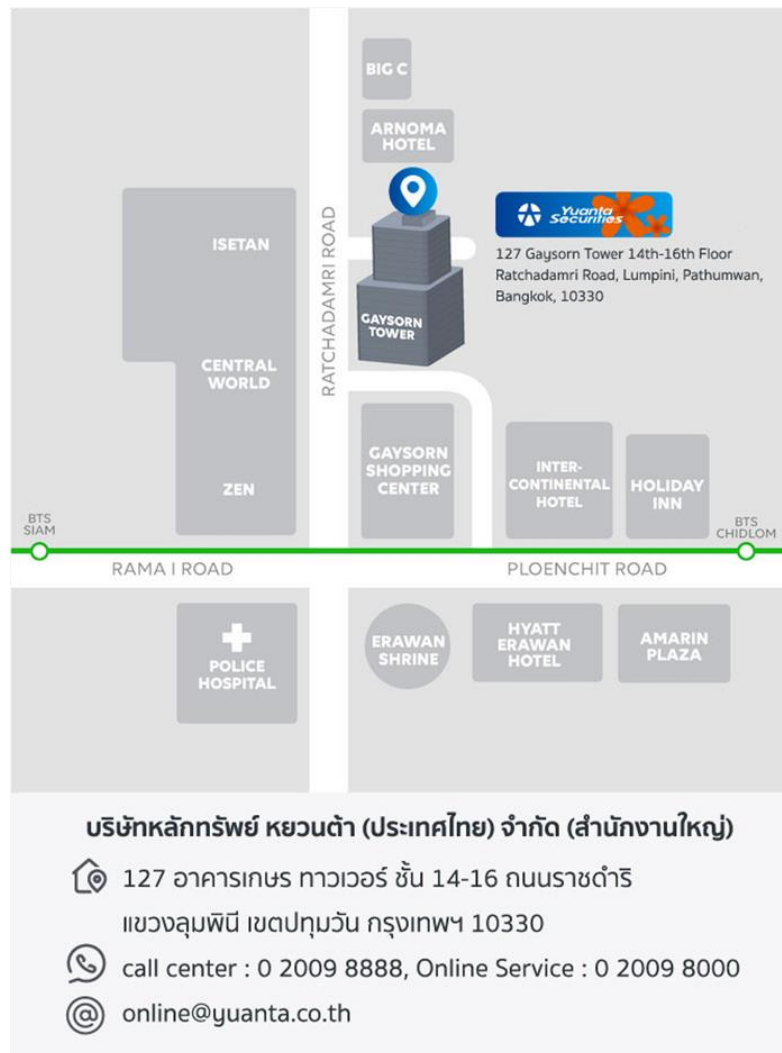 BIG C
ARNOMA
HOTEL
Yuanta
Securities
127 Gaysorn Tower 14th-16th Floor
Ratchadamri Road, Lumpini, Pathumwan,
Bangkok, 10330
ISETAN
RATCHADAMRI ROAD
GAYSORN
TOWER
CENTRAL
WORLD
ZEN
GAYSORN
SHOPPING
CENTER
INTER-
CONTINENTAL
HOTEL
HOLIDAY
INN
BTS
SIAM
BTS
CHIDLOM
RAMA I ROAD
PLOENCHIT ROAD
POLICE
HOSPITAL
ERAWAN
SHRINE
HYATT
ERAWAN
HOTEL
AMARIN
PLAZA
บริษัทหลักทรัพย์ หยวนต้า (ประเทศไทย) จำกัด (สำนักงานใหญ่)
127 อาคารเกษร ทาวเวอร์ ชั้น 14-16 ถนนราชดำริ
แขวงลุมพินี เขตปทุมวัน กรุงเทพฯ 10330
call center : 0 2009 8888, Online Service : 0 2009 8000
online@yuanta.co.th